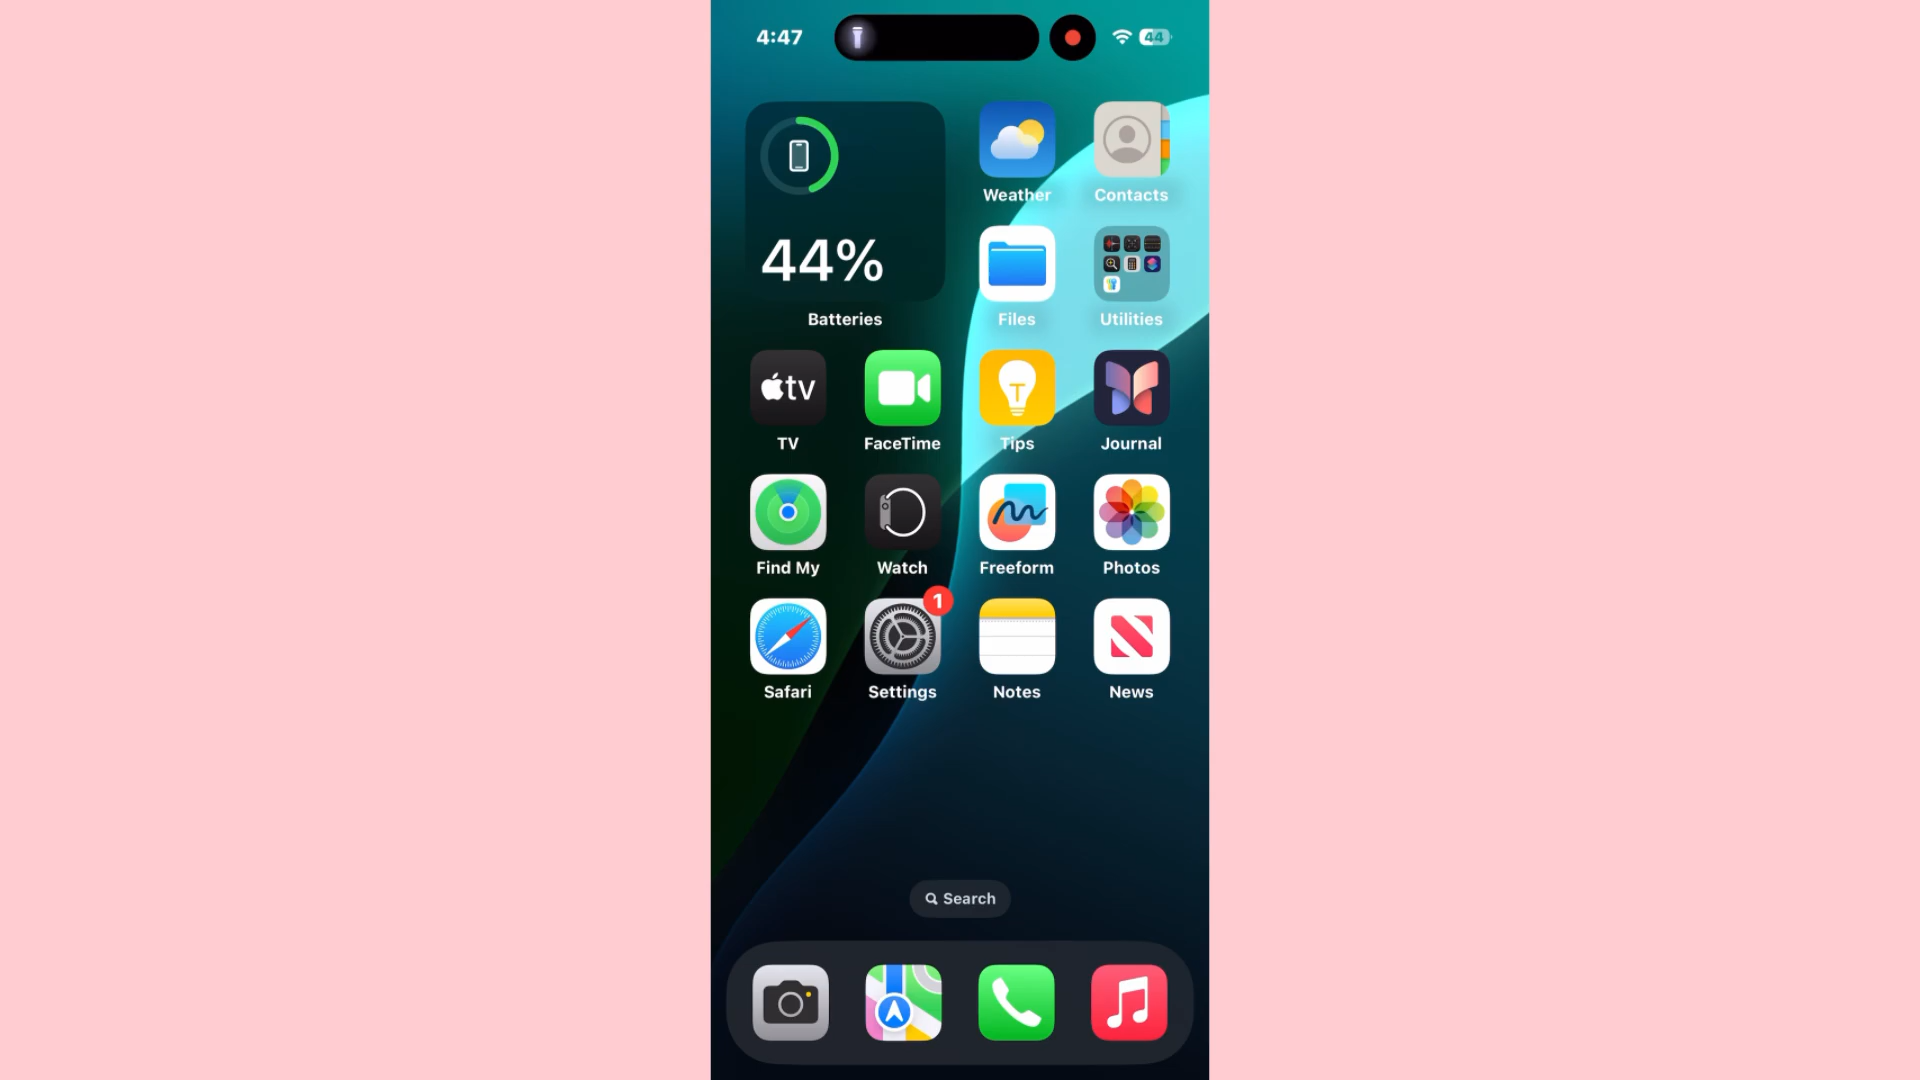 4:47
44
44%
Batteries
Weather
Contacts
Files
Utilities
tv
TV
FaceTime
T
Tips
Journal
Find My
Watch
Freeform
Photos
1
Safari
Settings
Notes
News
Search